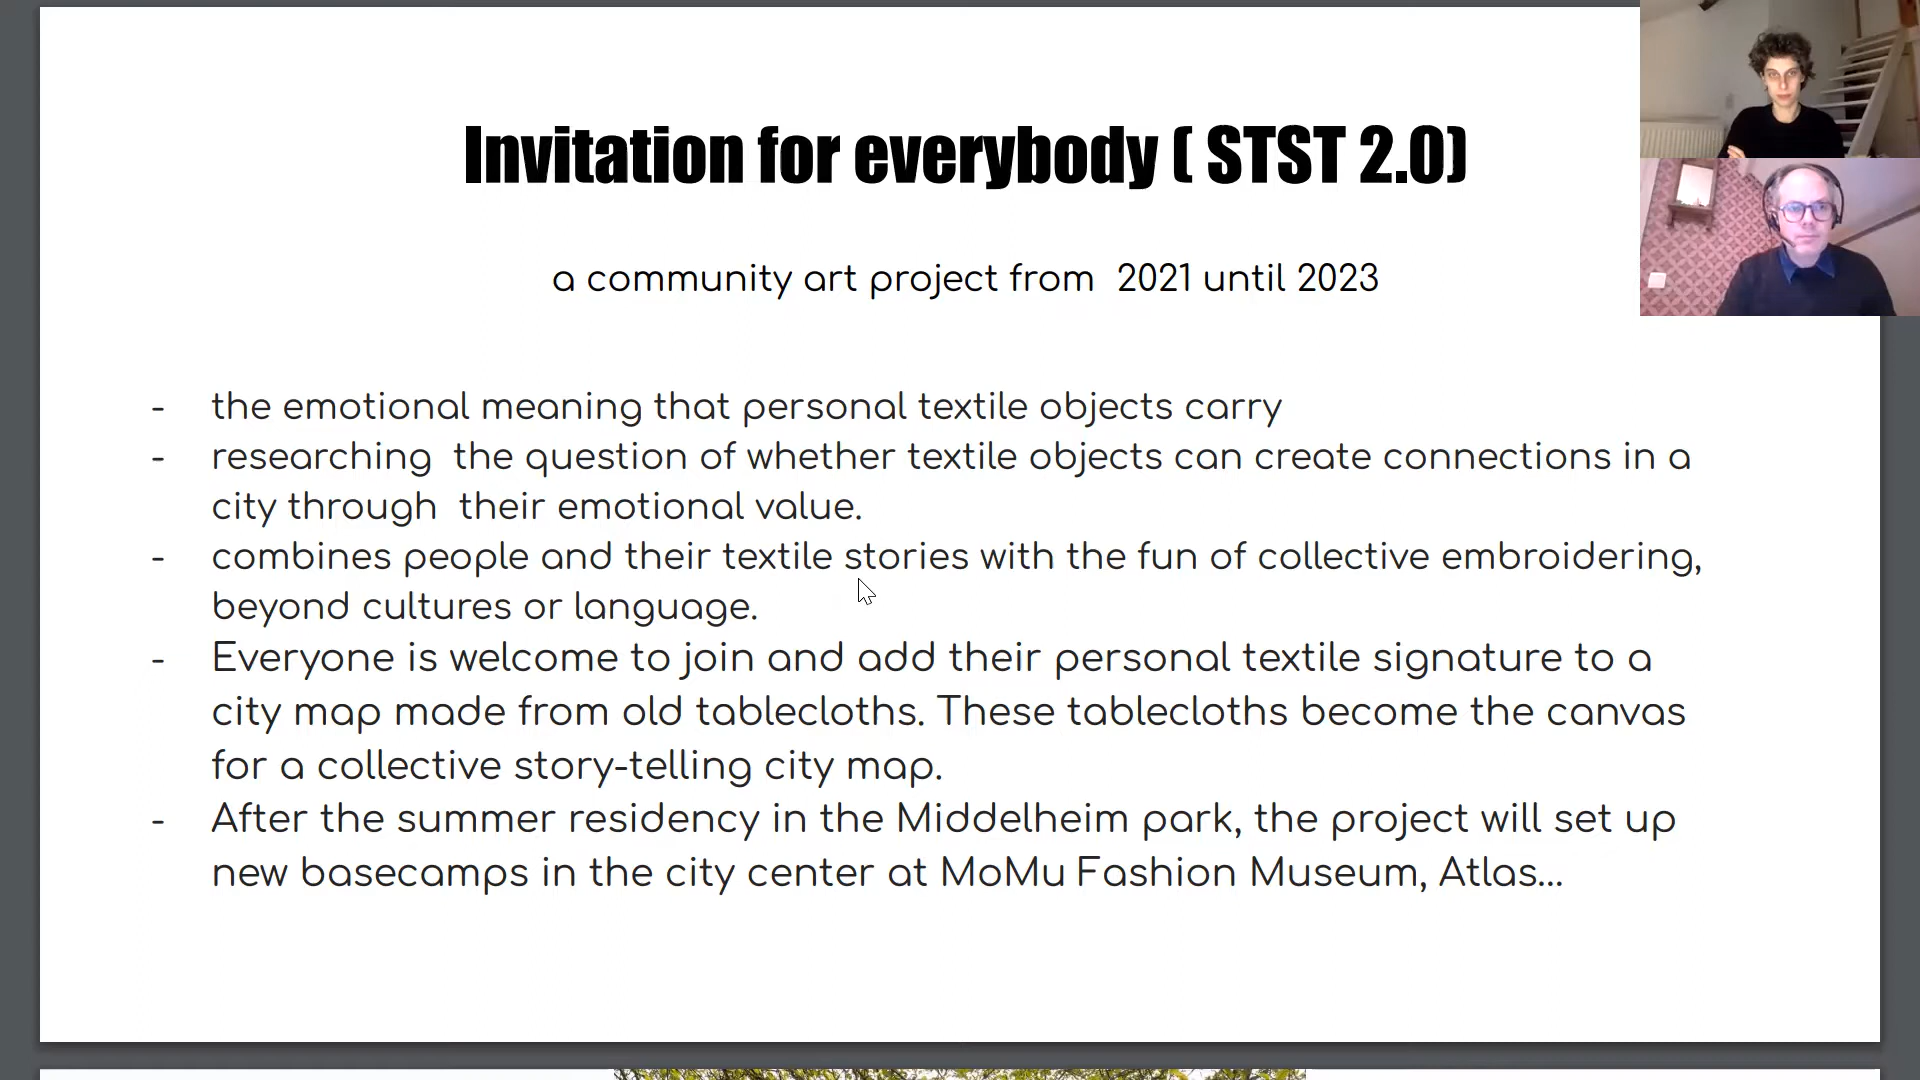 Invitation for everybody ( STST 2.0)
a community art project from 2021 until 2023
- the emotional meaning that personal textile objects carry
- researching the question of whether textile objects can create connections in a
city through their emotional value.
- combines people and their textile stories with the fun of collective embroidering,
beyond cultures or language.
- Everyone is welcome to join and add their personal textile signature to a
city map made from old tablecloths. These tablecloths become the canvas
for a collective story-telling city map.
- After the summer residency in the Middelheim park, the project will set up
new basecamps in the city center at MoMu Fashion Museum, Atlas...